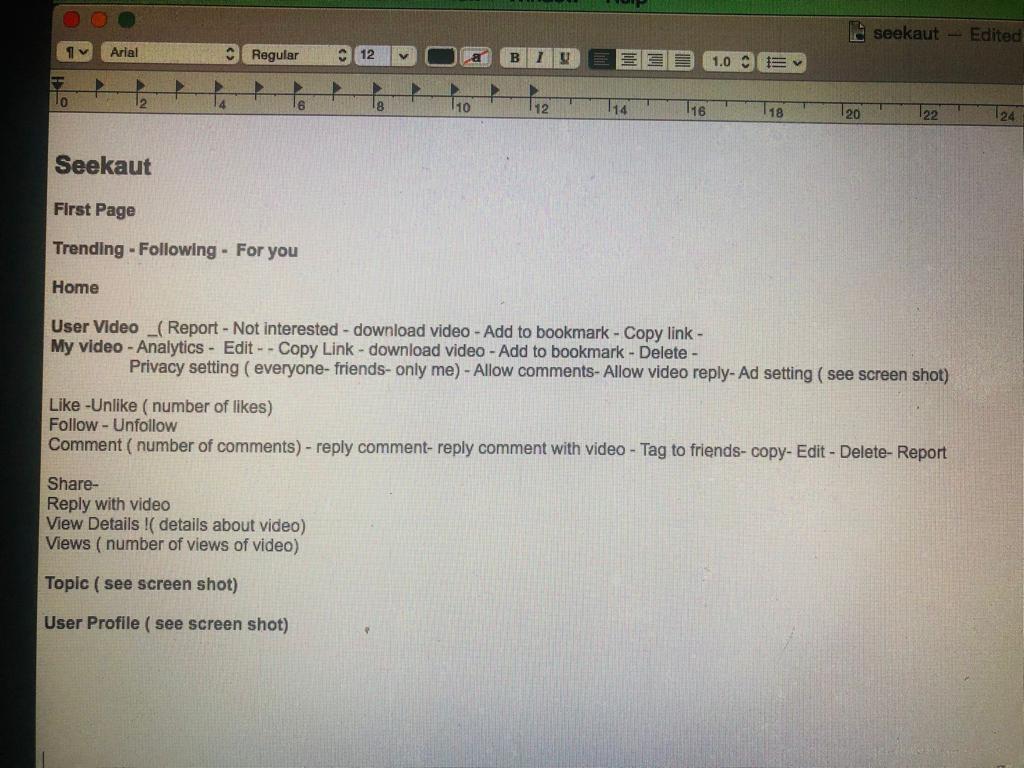 seekaut — Edited
¶ Arial Regular 12 a B I U 1.0
0 2 4 6 8 10 12 14 16 18 20 22 24
Seekaut
First Page
Trending - Following - For you
Home
User Video _( Report - Not interested - download video - Add to bookmark - Copy link -
My video - Analytics - Edit - - Copy Link - download video - Add to bookmark - Delete -
Privacy setting ( everyone- friends- only me) - Allow comments- Allow video reply- Ad setting ( see screen shot)
Like -Unlike ( number of likes)
Follow - Unfollow
Comment ( number of comments) - reply comment- reply comment with video - Tag to friends- copy- Edit - Delete- Report
Share-
Reply with video
View Details !( details about video)
Views ( number of views of video)
Topic ( see screen shot)
User Profile ( see screen shot)